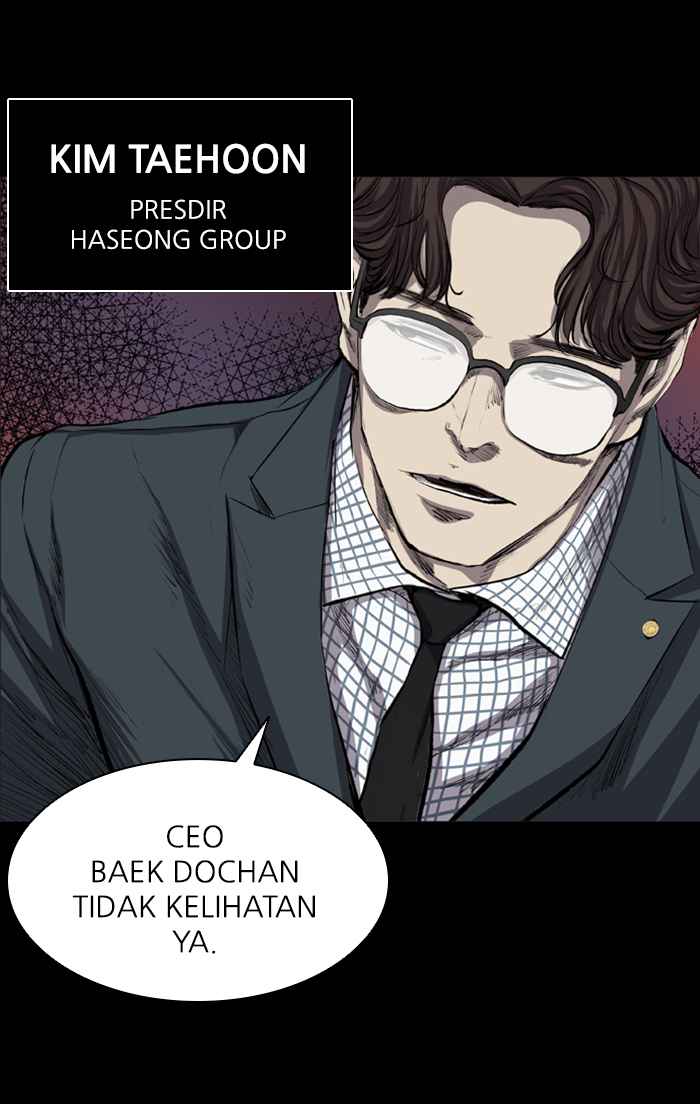 KIM TAEHOON
PRESDIR
HASEONG GROUP
CEO
BAEK DOCHAN
TIDAK KELIHATAN
YA.